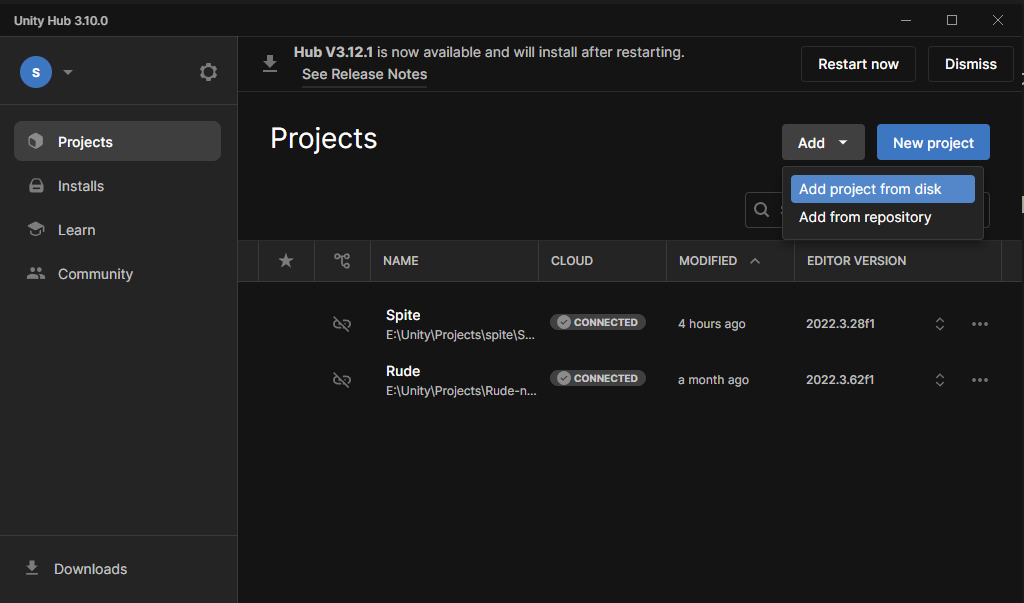 Unity Hub 3.10.0
Hub V3.12.1 is now available and will install after restarting.
See Release Notes
Restart now
Dismiss
S
Projects
Installs
Learn
Community
Downloads
Projects
Add
New project
Add project from disk
Add from repository
NAME
CLOUD
MODIFIED
EDITOR VERSION
Spite
E:\Unity\Projects\spite\S...
CONNECTED
4 hours ago
2022.3.28f1
Rude
E:\Unity\Projects\Rude-n...
CONNECTED
a month ago
2022.3.62f1